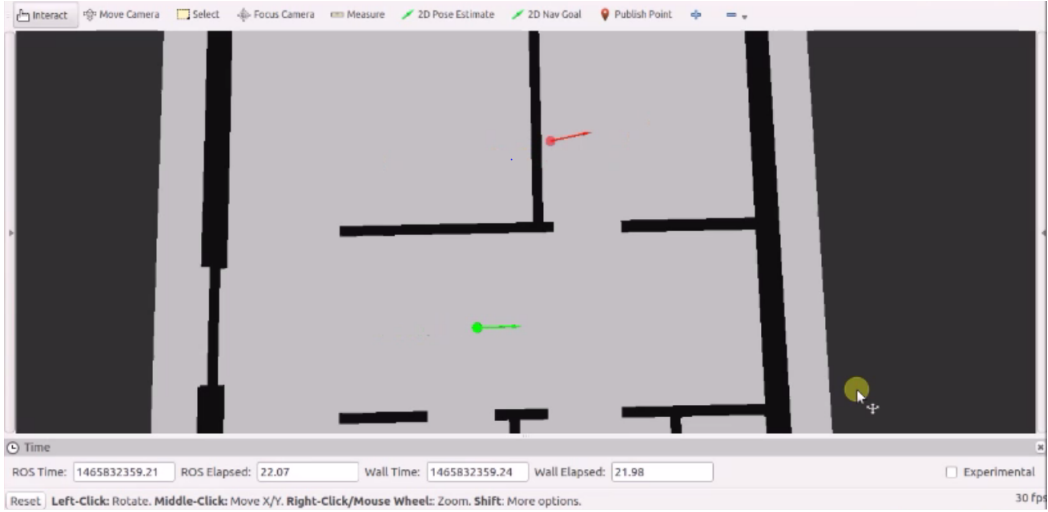 Interact Move Camera Select Focus Camera Measure 2D Pose Estimate 2D Nav Goal Publish Point
Time
ROS Time: 1465832359.21 ROS Elapsed: 22.07 Wall Time: 1465832359.24 Wall Elapsed: 21.98 Experimental
Reset Left-Click: Rotate. Middle-Click: Move X/Y. Right-Click/Mouse Wheel:: Zoom. Shift: More options. 30 fps